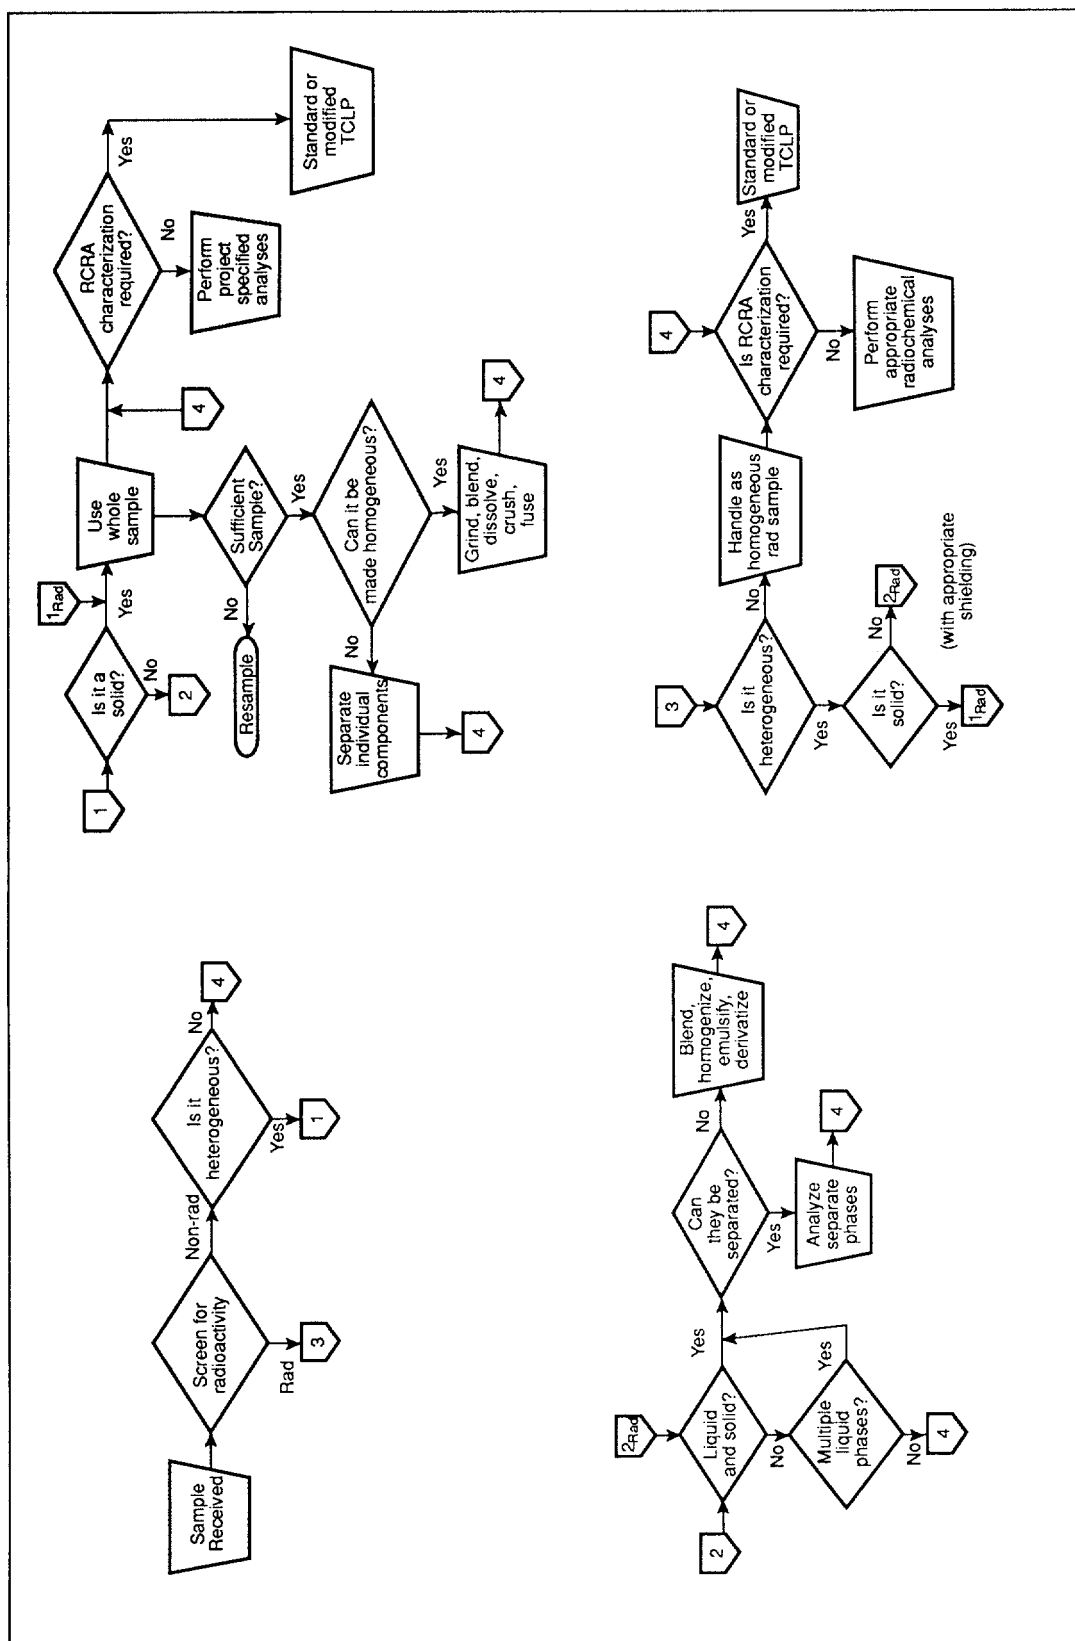 Sample
Received
Screen for
radioactivity
Rad
3
Non-rad
Is it
heterogeneous?
Yes
1
No
4
1
Is it a
solid?
No
2
Yes
1Rad
Use
whole
sample
4
RCRA
characterization
required?
Yes
Standard or
modified
TCLP
No
Perform
project
specified
analyses
Sufficient
Sample?
No
Resample
Yes
Can it be
made homogeneous?
No
Separate
individual
components
4
Yes
Grind, blend,
dissolve,
crush,
fuse
4
2
2Rad
Liquid
and solid?
Yes
No
Multiple
liquid
phases?
Yes
No
4
Can
they be
separated?
No
Blend,
homogenize,
emulsify,
derivatize
4
Yes
Analyze
separate
phases
4
3
Is it
heterogeneous?
No
Yes
Is it
solid?
Yes
1Rad
No
2Rad
(with appropriate
shielding)
Handle as
homogeneous
rad sample
4
Is RCRA
characterization
required?
Yes
Standard or
modified
TCLP
No
Perform
appropriate
radiochemical
analyses